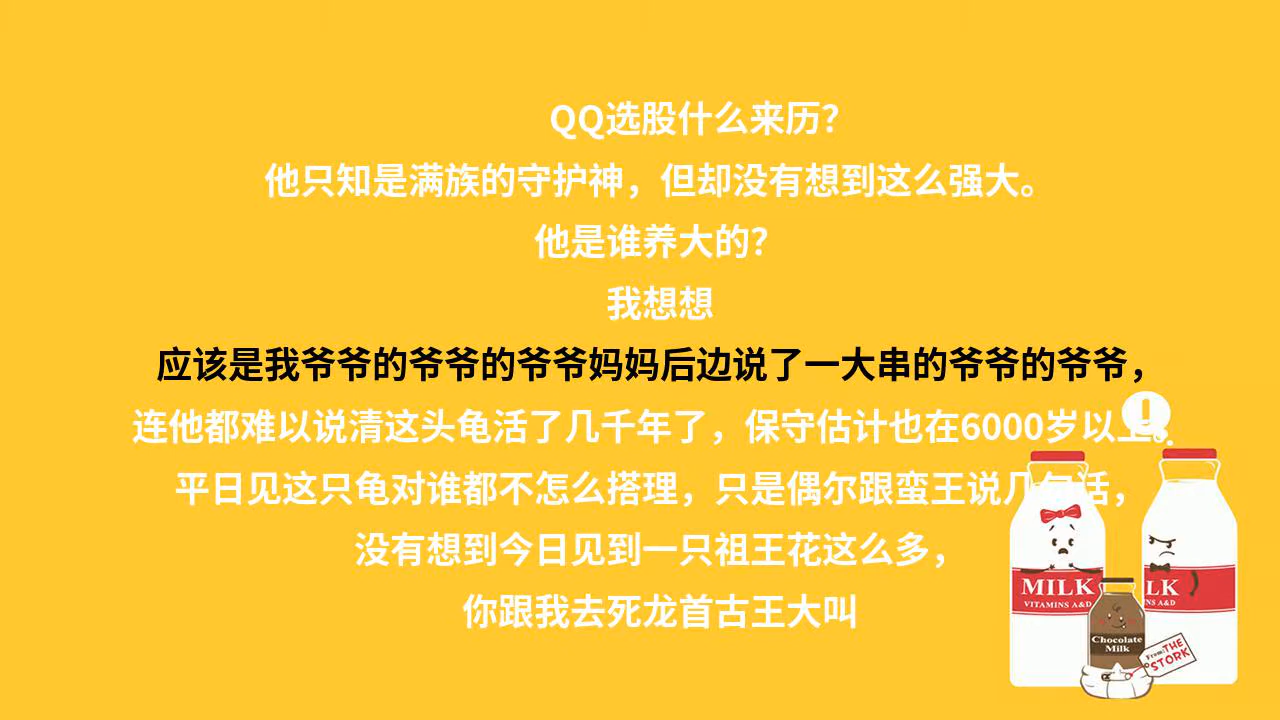 QQ选股什么来历?
他只知是满族的守护神，但却没有想到这么强大。
他是谁养大的?
我想想
应该是我爷爷的爷爷的爷爷妈妈后边说了一大串的爷爷的爷爷，
连他都难以说清这头龟活了几千年了，保守估计也在6000岁以上。
平日见这只龟对谁都不怎么搭理，只是偶尔跟蛮王说几句话，
没有想到今日见到一只祖王花这么多，
你跟我去死龙首古王大叫
MILK
VITAMINS A&D
LK
NS A&D
Chocolate
Milk
From: THE
STORK